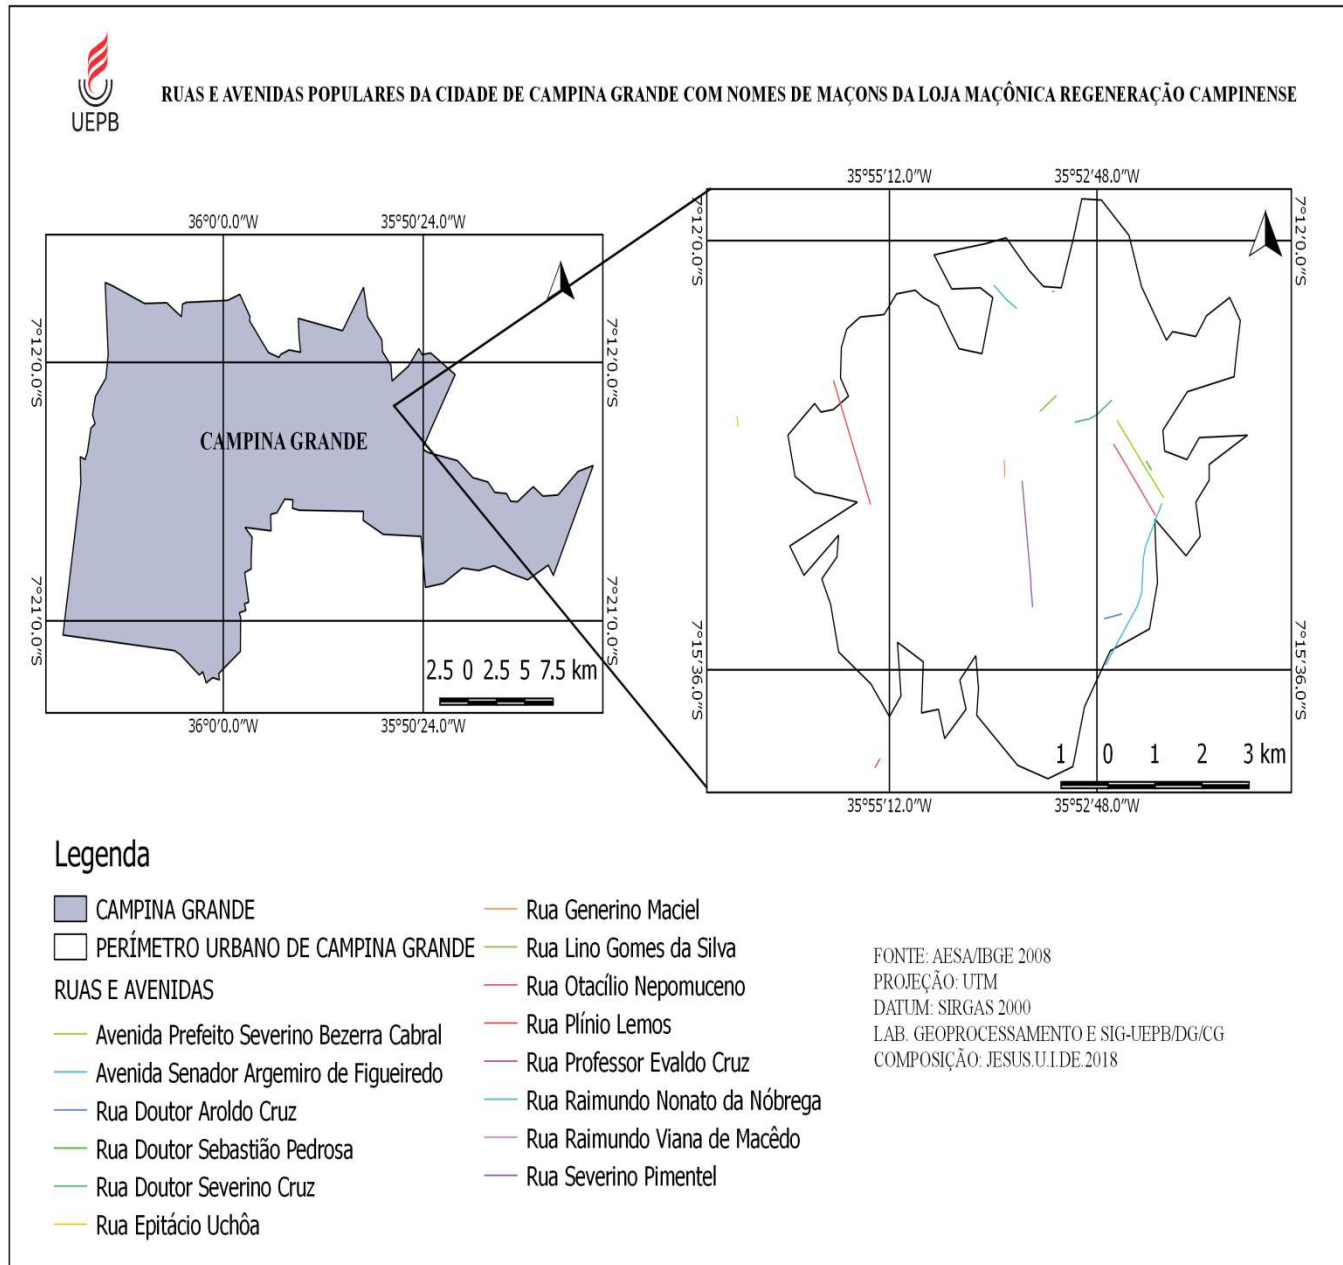 UEPB
RUAS E AVENIDAS POPULARES DA CIDADE DE CAMPINA GRANDE COM NOMES DE MAÇONS DA LOJA MAÇÔNICA REGENERAÇÃO CAMPINENSE
36°0'0.0"W
35°50'24.0"W
7°12'0.0"S
7°12'0.0"S
CAMPINA GRANDE
7°21'0.0"S
7°21'0.0"S
2.5 0 2.5 5 7.5 km
36°0'0.0"W
35°50'24.0"W
35°55'12.0"W
35°52'48.0"W
7°12'0.0"S
7°12'0.0"S
7°15'36.0"S
7°15'36.0"S
1 0 1 2 3 km
35°55'12.0"W
35°52'48.0"W
Legenda
CAMPINA GRANDE
PERÍMETRO URBANO DE CAMPINA GRANDE
RUAS E AVENIDAS
Avenida Prefeito Severino Bezerra Cabral
Avenida Senador Argemiro de Figueiredo
Rua Doutor Aroldo Cruz
Rua Doutor Sebastião Pedrosa
Rua Doutor Severino Cruz
Rua Epitácio Uchôa
Rua Generino Maciel
Rua Lino Gomes da Silva
Rua Otacílio Nepomuceno
Rua Plínio Lemos
Rua Professor Evaldo Cruz
Rua Raimundo Nonato da Nóbrega
Rua Raimundo Viana de Macêdo
Rua Severino Pimentel
FONTE: AESA/IBGE 2008
PROJEÇÃO: UTM
DATUM: SIRGAS 2000
LAB. GEOPROCESSAMENTO E SIG-UEPB/DG/CG
COMPOSIÇÃO: JESUS.U.I.DE.2018